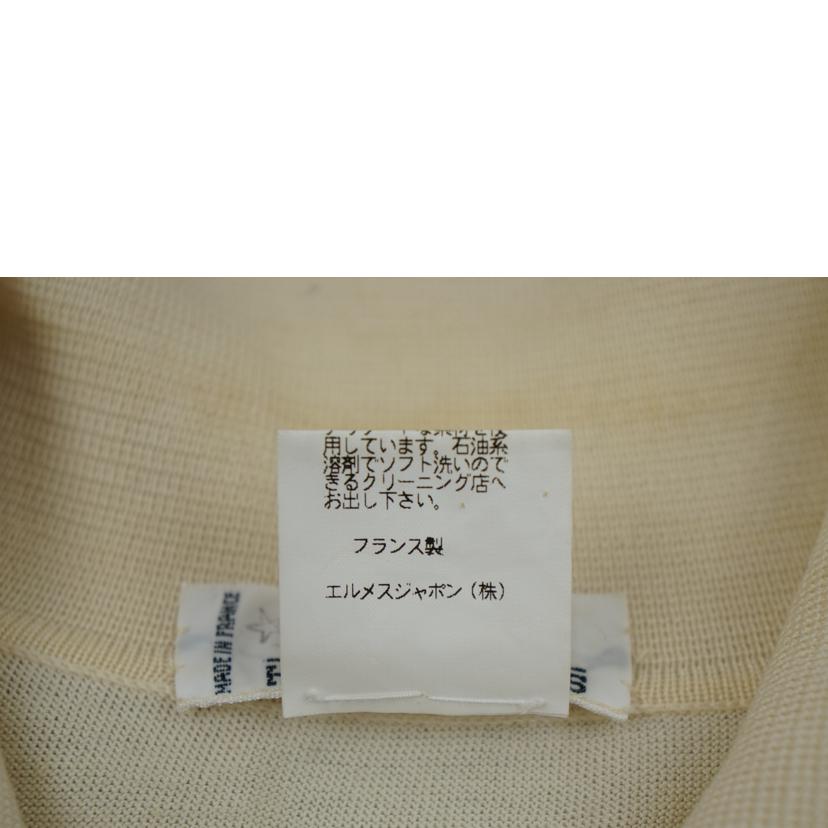 用しています。石油系
溶剤でソフト洗いので
きるクリーニング店へ
お出し下さい。
フランス製
エルメスジャポン（株）
MADE IN FRANCE